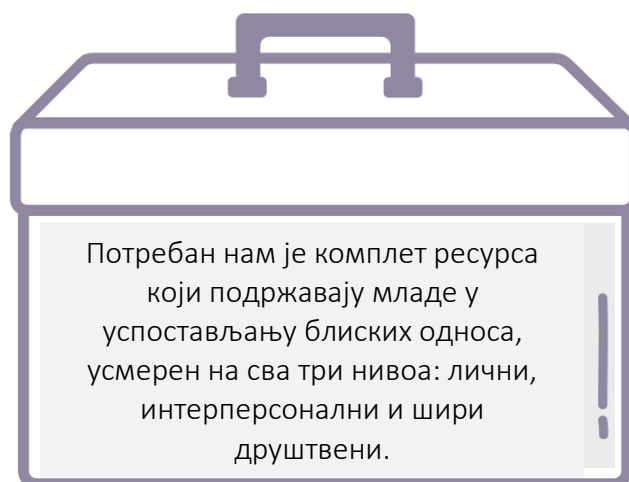 Потребан нам је комплет ресурса
који подржавају младе у
успостављању блиских односа,
усмерен на сва три нивоа: лични,
интерперсонални и шири
друштвени.